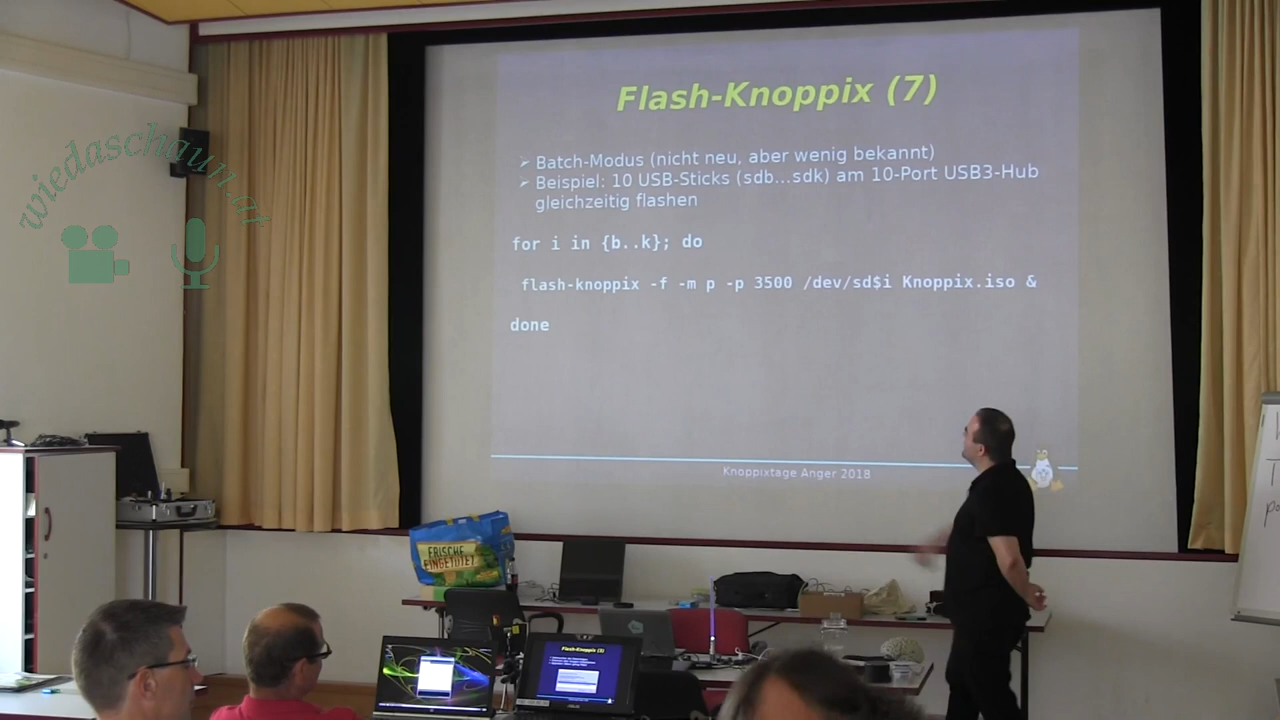 wiedaschaun.at
Flash-Knoppix (7)
➢ Batch-Modus (nicht neu, aber wenig bekannt)
➢ Beispiel: 10 USB-Sticks (sdb...sdk) am 10-Port USB3-Hub
gleichzeitig flashen
for i in {b..k}; do
flash-knoppix -f -m p -p 3500 /dev/sd$i Knoppix.iso &
done
Knoppixtage Anger 2018
FRISCHE
EINGETÜTET
Flash-Knoppix (5)
ASUS